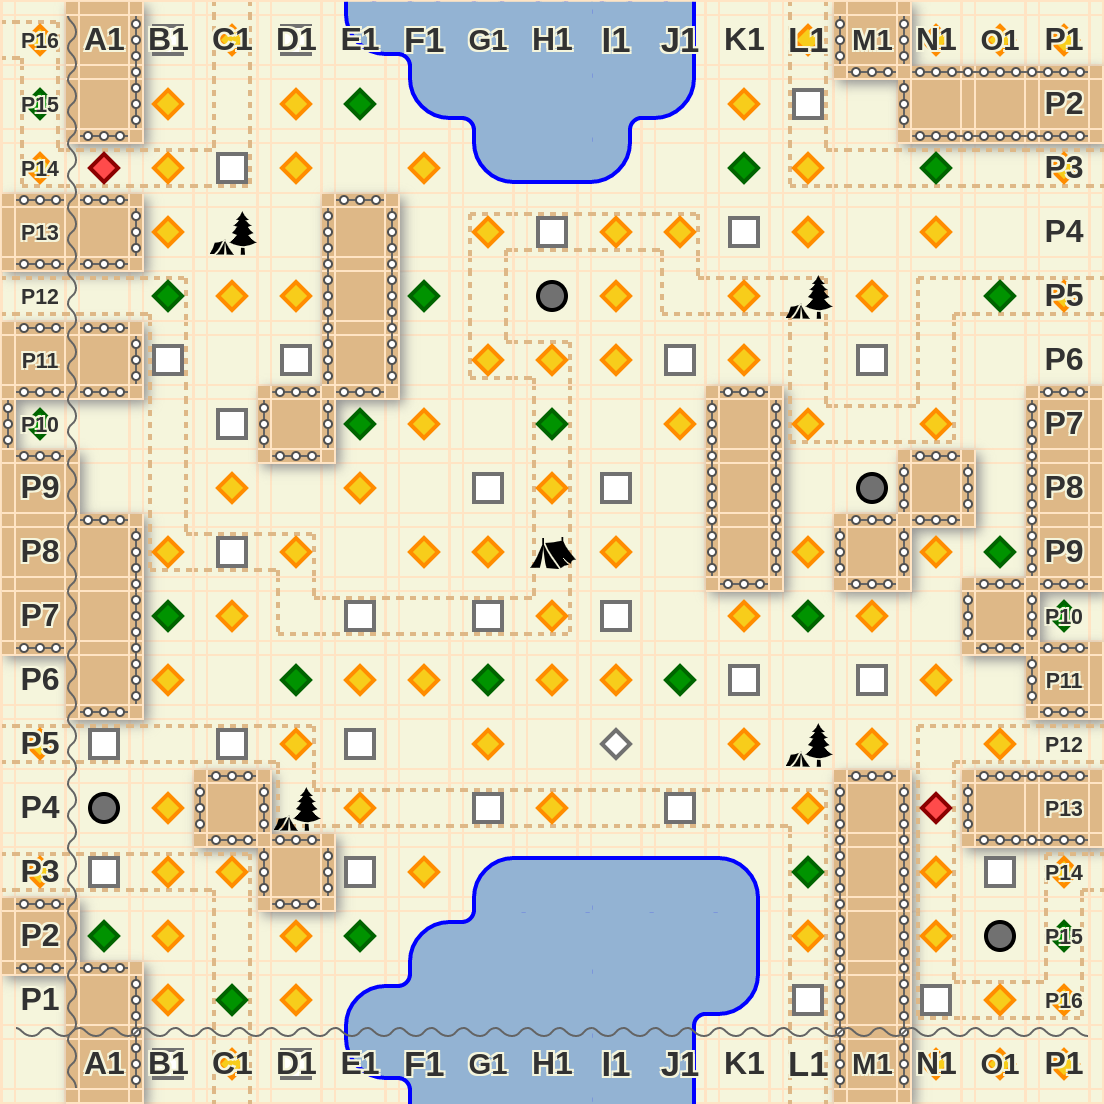 P16 A1 B1 C1 D1 E1 F1 G1 H1 I1 J1 K1 L1 M1 N1 O1 P1
P15 P2
P14 P3
P13 P4
P12 P5
P11 P6
P10 P7
P9 P8
P8 P9
P7 P10
P6 P11
P5 P12
P4 P13
P3 P14
P2 P15
P1 P16
A1 B1 C1 D1 E1 F1 G1 H1 I1 J1 K1 L1 M1 N1 O1 P1